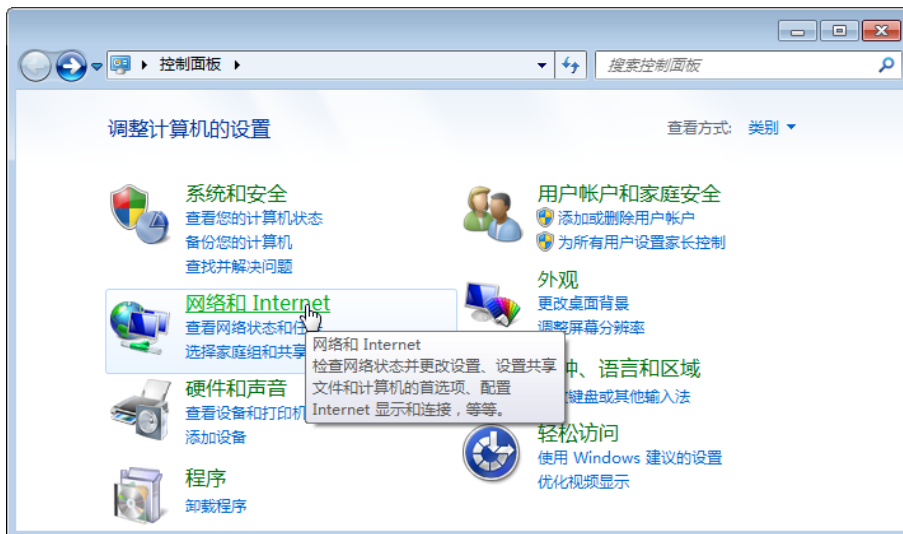 控制面板
搜索控制面板
调整计算机的设置
查看方式: 类别
系统和安全
查看您的计算机状态
备份您的计算机
查找并解决问题
网络和 Internet
查看网络状态和任
选择家庭组和共享
网络和 Internet
检查网络状态并更改设置、设置共享
文件和计算机的首选项、配置
Internet 显示和连接，等等。
硬件和声音
查看设备和打印机
添加设备
程序
卸载程序
用户帐户和家庭安全
添加或删除用户帐户
为所有用户设置家长控制
外观
更改桌面背景
调整屏幕分辨率
钟、语言和区域
键盘或其他输入法
轻松访问
使用 Windows 建议的设置
优化视频显示